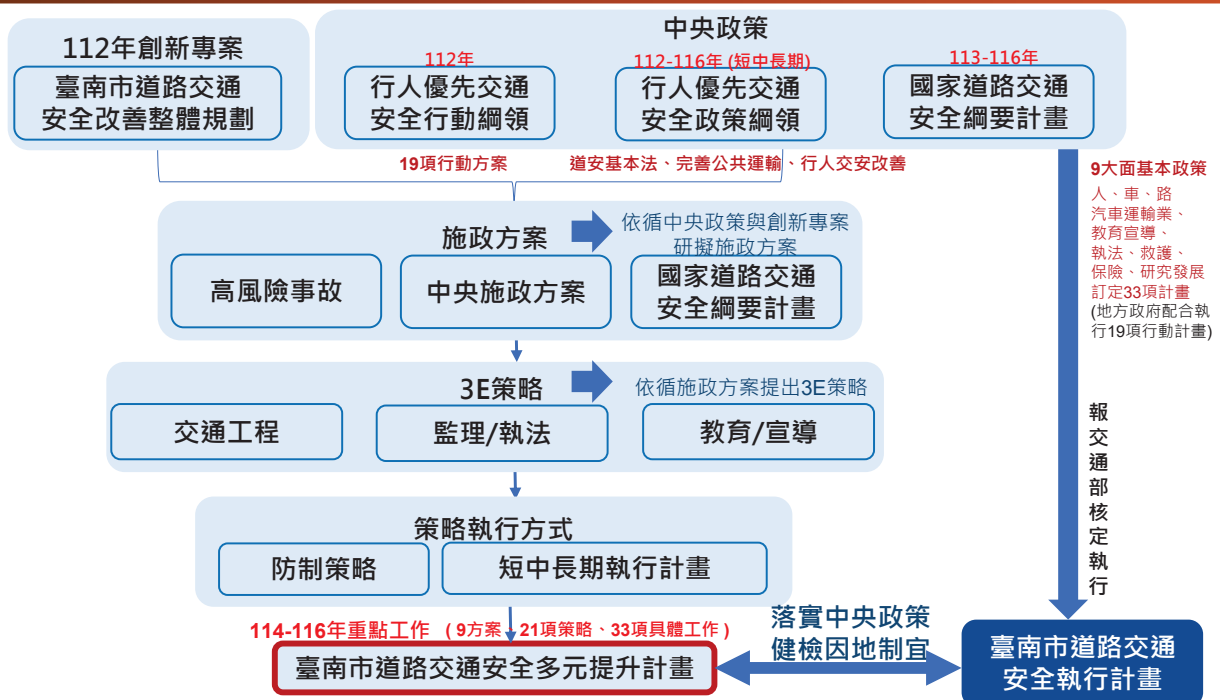 112年創新專案
臺南市道路交通
安全改善整體規劃
中央政策
112年
行人優先交通
安全行動綱領
112-116年 (短中長期)
行人優先交通
安全政策綱領
113-116年
國家道路交通
安全綱要計畫
19項行動方案
道安基本法、完善公共運輸、行人交安改善
9大面基本政策
人、車、路
汽車運輸業、
教育宣導、
執法、救護、
保險、研究發展
訂定33項計畫
(地方政府配合執
行19項行動計畫)
施政方案
依循中央政策與創新專案
研擬施政方案
高風險事故
中央施政方案
國家道路交通
安全綱要計畫
3E策略
依循施政方案提出3E策略
交通工程
監理/執法
教育/宣導
報交通部核定執行
策略執行方式
防制策略
短中長期執行計畫
114-116年重點工作 ( 9方案、21項策略、33項具體工作 )
臺南市道路交通安全多元提升計畫
落實中央政策
健檢因地制宜
臺南市道路交通
安全執行計畫